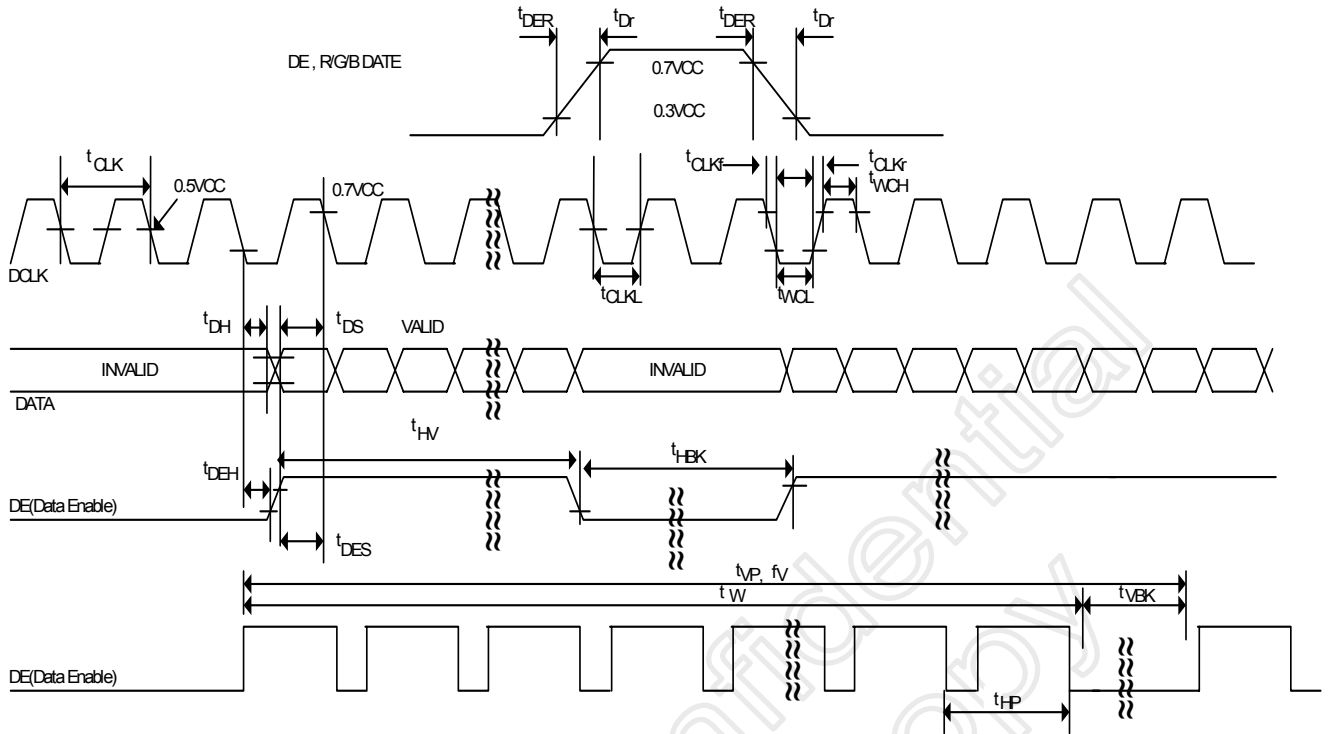 tDER tDr tDER tDr
DE , R/G/B DATE
0.7VCC
0.3VCC
tCLK tCLKf tCLKr
0.5VCC 0.7VCC tWCH
DCLK
tCLKL tWCL
tDH tDS VALID
INVALID INVALID
DATA
tHV
tHBK
tDEH
DE(Data Enable)
tDES
tVP, fV
tW tVBK
DE(Data Enable)
tHP